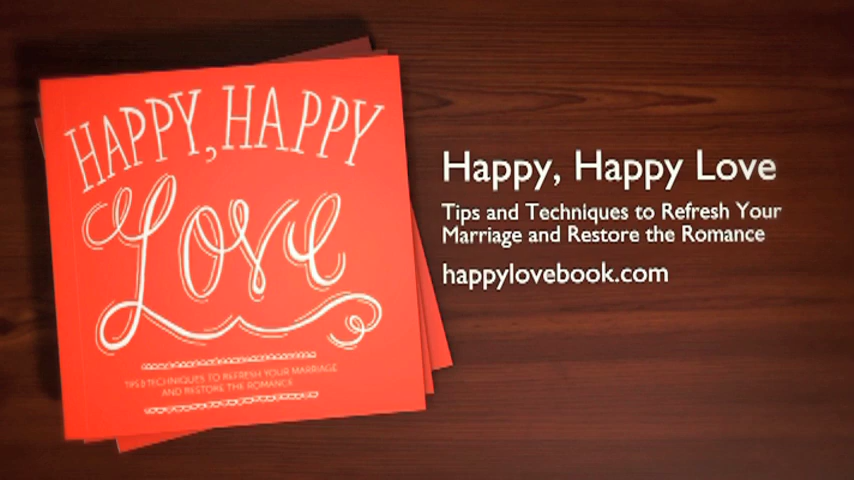 HAPPY, HAPPY
Love
TIPS & TECHNIQUES TO REFRESH YOUR MARRIAGE
AND RESTORE THE ROMANCE
Happy, Happy Love
Tips and Techniques to Refresh Your
Marriage and Restore the Romance
happylovebook.com